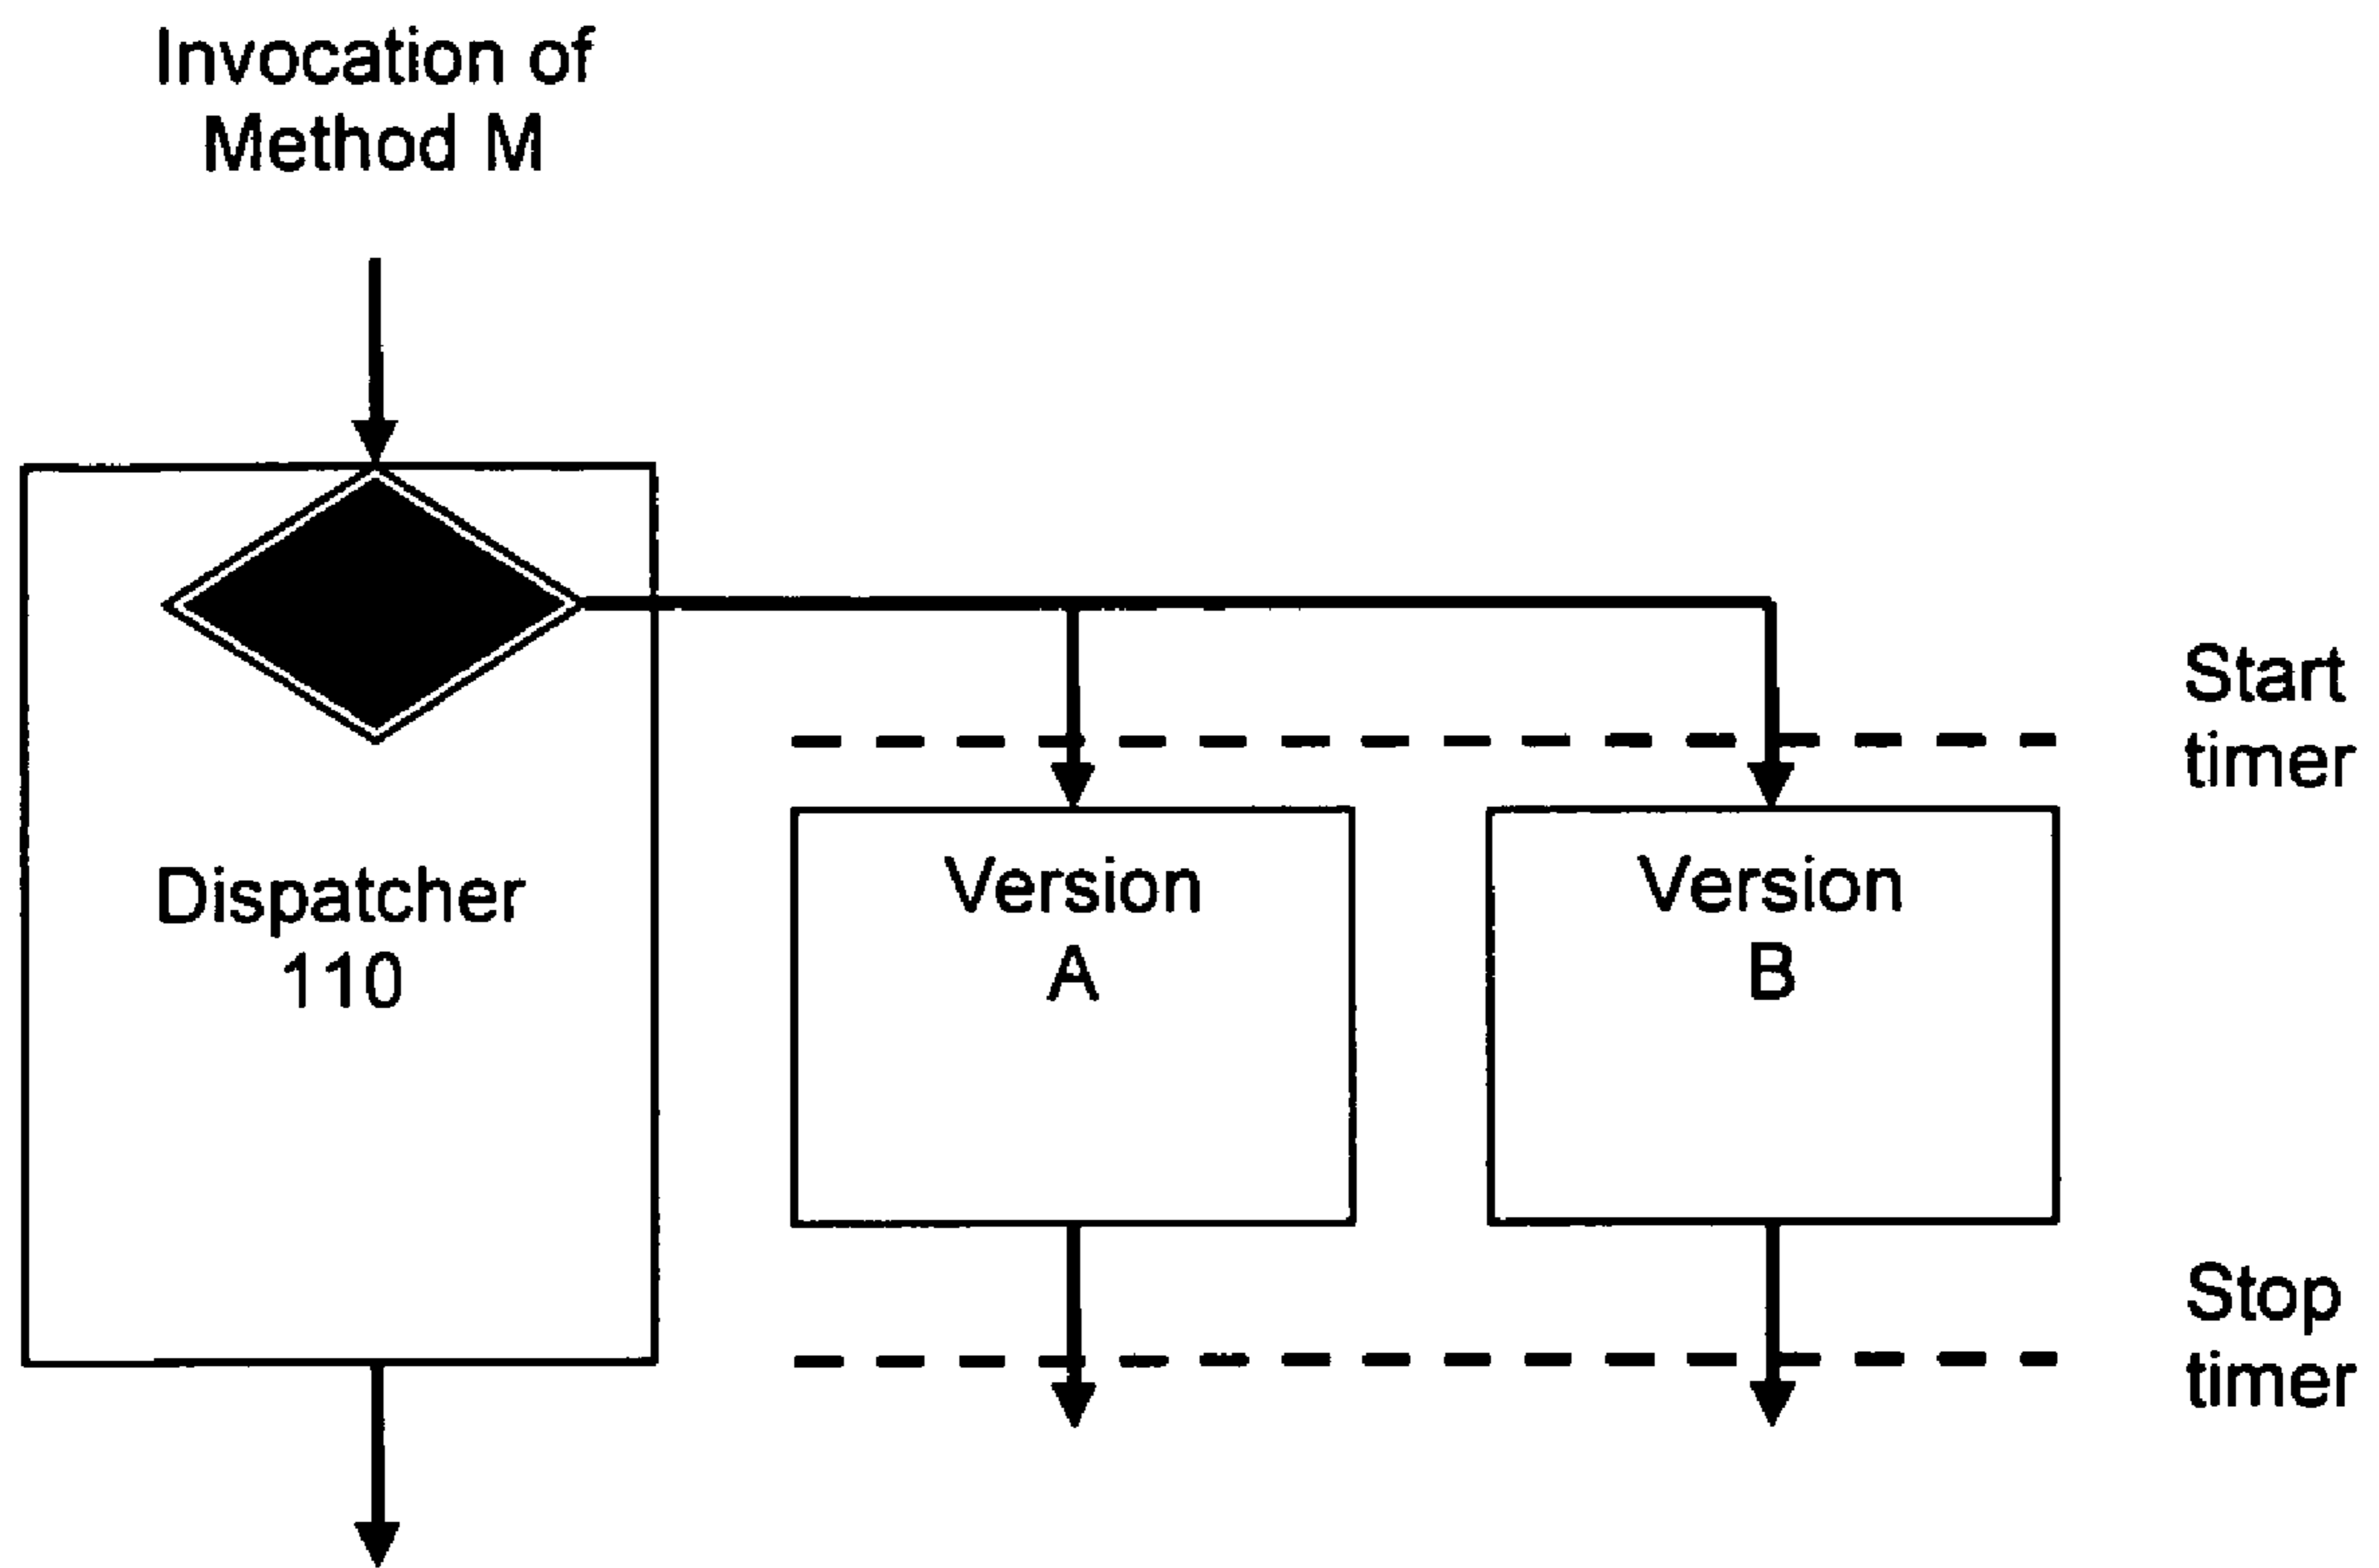 Invocation of
Method M
Start
timer
Dispatcher
110
Version
A
Version
B
Stop
timer